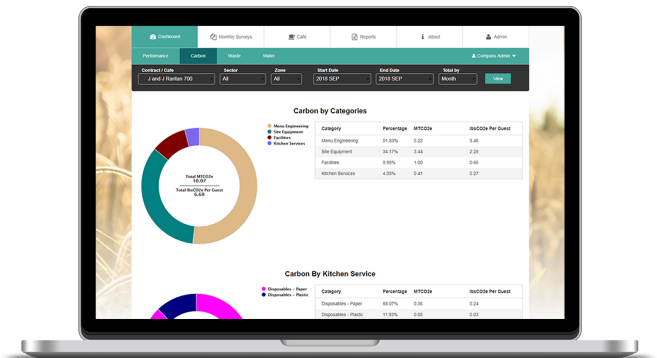 Dashboard Monthly Surveys Cafe Reports About Admin
Performance Carbon Waste Water Compass Admin
Contract / Cafe Sector Zone Start Date End Date Total by
J and J Raritan 700 All All 2018 SEP 2018 SEP Month View
Carbon by Categories
Menu Engineering
Site Equipment
Facilities
Kitchen Services
Total MTCO2e
10.07
Total lbsCO2e Per Guest
6.68
Category Percentage MTCO2e lbsCO2e Per Guest
Menu Engineering 51.83% 5.22 3.46
Site Equipment 34.17% 3.44 2.28
Facilities 9.98% 1.00 0.66
Kitchen Services 4.03% 0.41 0.27
Carbon By Kitchen Service
Disposables - Paper
Disposables - Plastic
Category Percentage MTCO2e lbsCO2e Per Guest
Disposables - Paper 88.07% 0.36 0.24
Disposables - Plastic 11.93% 0.05 0.03